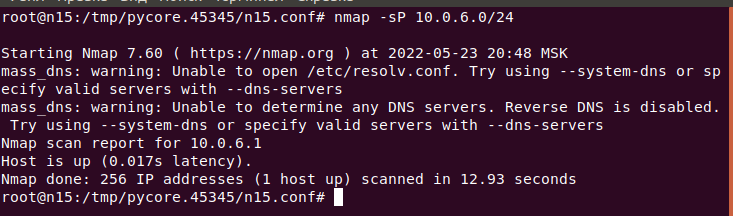 root@n15:/tmp/pycore.45345/n15.conf# nmap -sP 10.0.6.0/24
Starting Nmap 7.60 ( https://nmap.org ) at 2022-05-23 20:48 MSK
mass_dns: warning: Unable to open /etc/resolv.conf. Try using --system-dns or sp
ecify valid servers with --dns-servers
mass_dns: warning: Unable to determine any DNS servers. Reverse DNS is disabled.
 Try using --system-dns or specify valid servers with --dns-servers
Nmap scan report for 10.0.6.1
Host is up (0.017s latency).
Nmap done: 256 IP addresses (1 host up) scanned in 12.93 seconds
root@n15:/tmp/pycore.45345/n15.conf#